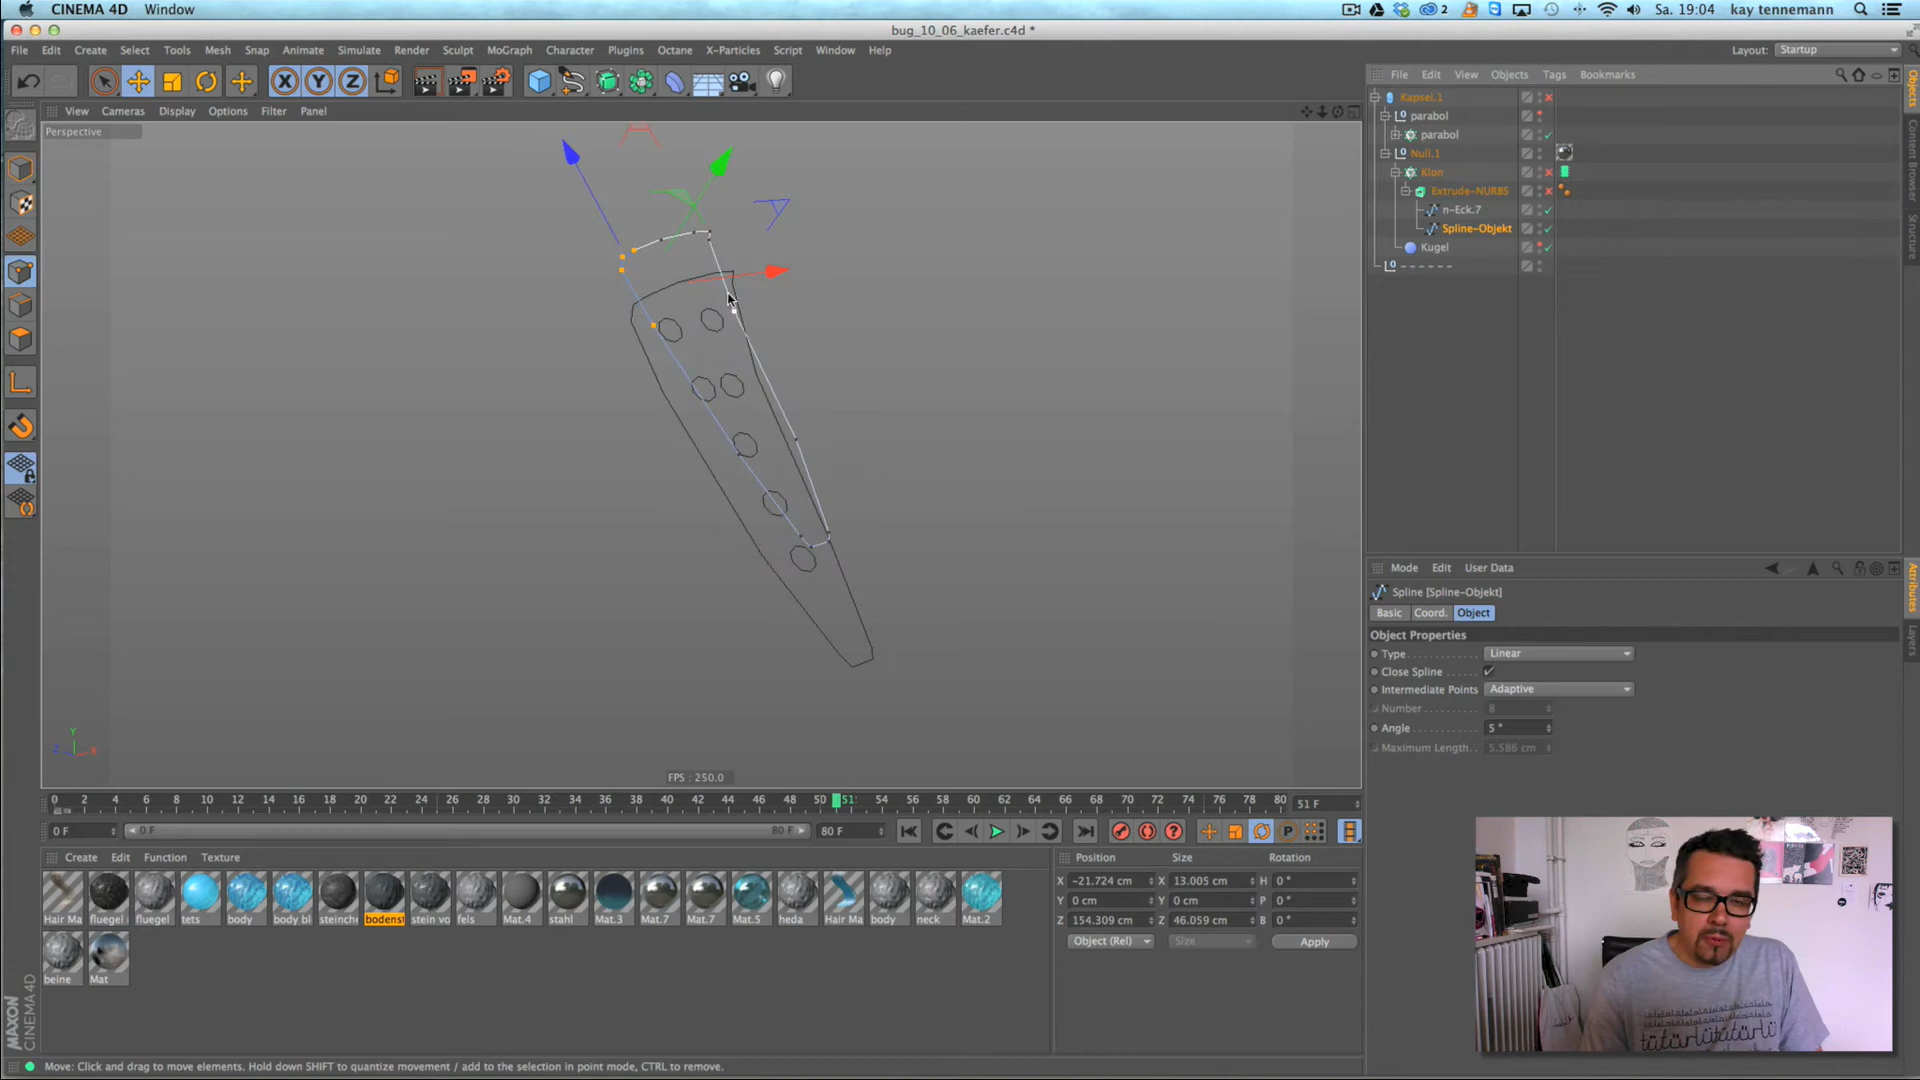 CINEMA 4D Window
2 Sa. 19:04 kay tennemann
bug_10_06_kaefer.c4d *
File Edit Create Select Tools Mesh Snap Animate Simulate Render Sculpt MoGraph Character Plugins Octane X-Particles Script Window Help
Layout: Startup
X Y Z
File Edit View Objects Tags Bookmarks
View Cameras Display Options Filter Panel
Perspective
Kapsel.1
parabol
parabol
Null.1
Klon
Extrude-NURBS
n-Eck.7
Spline-Objekt
Kugel
-------
Objects
Content Browser
Structure
Attributes
Layers
Mode Edit User Data
Spline [Spline-Objekt]
Basic Coord. Object
Object Properties
Type Linear
Close Spline
Intermediate Points Adaptive
Number 8
Angle 5 °
Maximum Length 5.586 cm
Y
Z X
FPS : 250.0
0 2 4 6 8 10 12 14 16 18 20 22 24 26 28 30 32 34 36 38 40 42 44 46 48 50 51 54 56 58 60 62 64 66 68 70 72 74 76 78 80 51 F
0 F 0 F 80 F 80 F
Create Edit Function Texture
Hair Ma fluegel fluegel tets body body bl steinche bodenst stein vo fels Mat.4 stahl Mat.3 Mat.7 Mat.7 Mat.5 heda Hair Ma body neck Mat.2
beine Mat
Position Size Rotation
X -21.724 cm X 13.005 cm H 0 °
Y 0 cm Y 0 cm P 0 °
Z 154.309 cm Z 46.059 cm B 0 °
Object (Rel) Size Apply
MAXON
CINEMA 4D
Move: Click and drag to move elements. Hold down SHIFT to quantize movement / add to the selection in point mode, CTRL to remove.